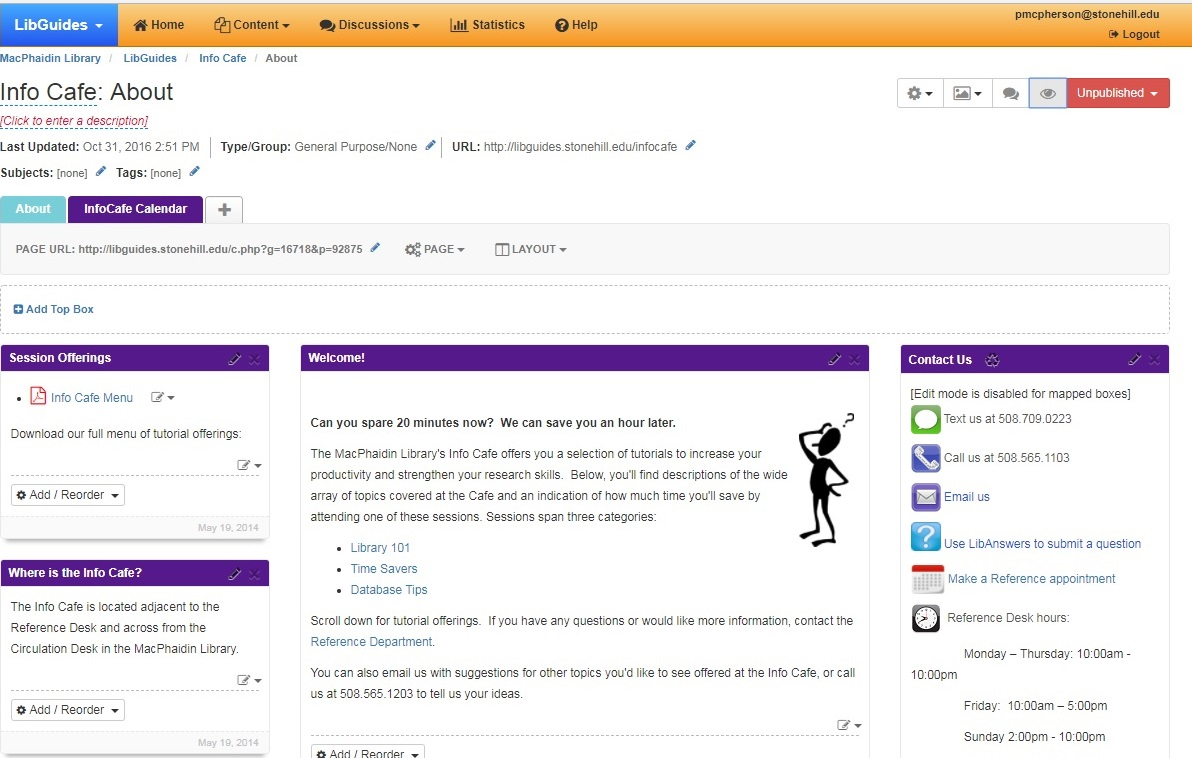 LibGuides Home Content Discussions Statistics Help pmcpherson@stonehill.edu
Logout
MacPhaidin Library / LibGuides / Info Cafe / About
Info Cafe: About
Unpublished
[Click to enter a description]
Last Updated: Oct 31, 2016 2:51 PM Type/Group: General Purpose/None URL: http://libguides.stonehill.edu/infocafe
Subjects: [none] Tags: [none]
About InfoCafe Calendar +
PAGE URL: http://libguides.stonehill.edu/c.php?g=16718&p=92875 PAGE LAYOUT
Add Top Box
Session Offerings
Info Cafe Menu
Download our full menu of tutorial offerings:
Add / Reorder
May 19, 2014
Where is the Info Cafe?
The Info Cafe is located adjacent to the
Reference Desk and across from the
Circulation Desk in the MacPhaidin Library.
Add / Reorder
May 19, 2014
Welcome!
Can you spare 20 minutes now? We can save you an hour later.
The MacPhaidin Library's Info Cafe offers you a selection of tutorials to increase your
productivity and strengthen your research skills. Below, you'll find descriptions of the wide
array of topics covered at the Cafe and an indication of how much time you'll save by
attending one of these sessions. Sessions span three categories:
Library 101
Time Savers
Database Tips
Scroll down for tutorial offerings. If you have any questions or would like more information, contact the
Reference Department.
You can also email us with suggestions for other topics you'd like to see offered at the Info Cafe, or call
us at 508.565.1203 to tell us your ideas.
Add / Reorder
Contact Us
[Edit mode is disabled for mapped boxes]
Text us at 508.709.0223
Call us at 508.565.1103
Email us
Use LibAnswers to submit a question
Make a Reference appointment
Reference Desk hours:
Monday – Thursday: 10:00am -
10:00pm
Friday: 10:00am – 5:00pm
Sunday 2:00pm - 10:00pm